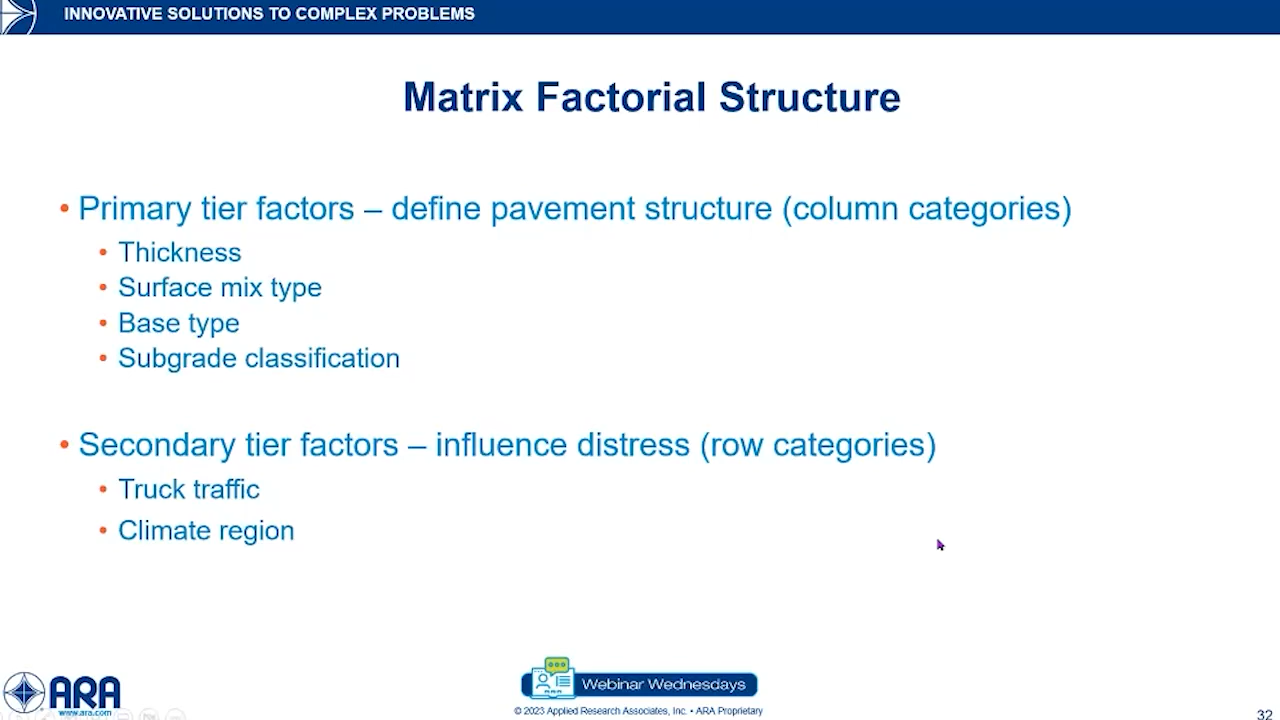 INNOVATIVE SOLUTIONS TO COMPLEX PROBLEMS
Matrix Factorial Structure
• Primary tier factors – define pavement structure (column categories)
• Thickness
• Surface mix type
• Base type
• Subgrade classification
• Secondary tier factors – influence distress (row categories)
• Truck traffic
• Climate region
ARA
www.ara.com
Webinar Wednesdays
© 2023 Applied Research Associates, Inc. • ARA Proprietary
32